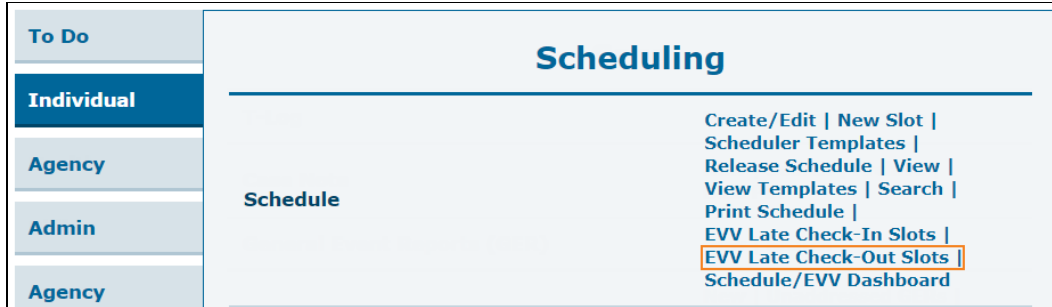 To Do
Individual
Agency
Admin
Agency
Scheduling
Schedule
Create/Edit | New Slot |
Scheduler Templates |
Release Schedule | View |
View Templates | Search |
Print Schedule |
EVV Late Check-In Slots |
EVV Late Check-Out Slots |
Schedule/EVV Dashboard